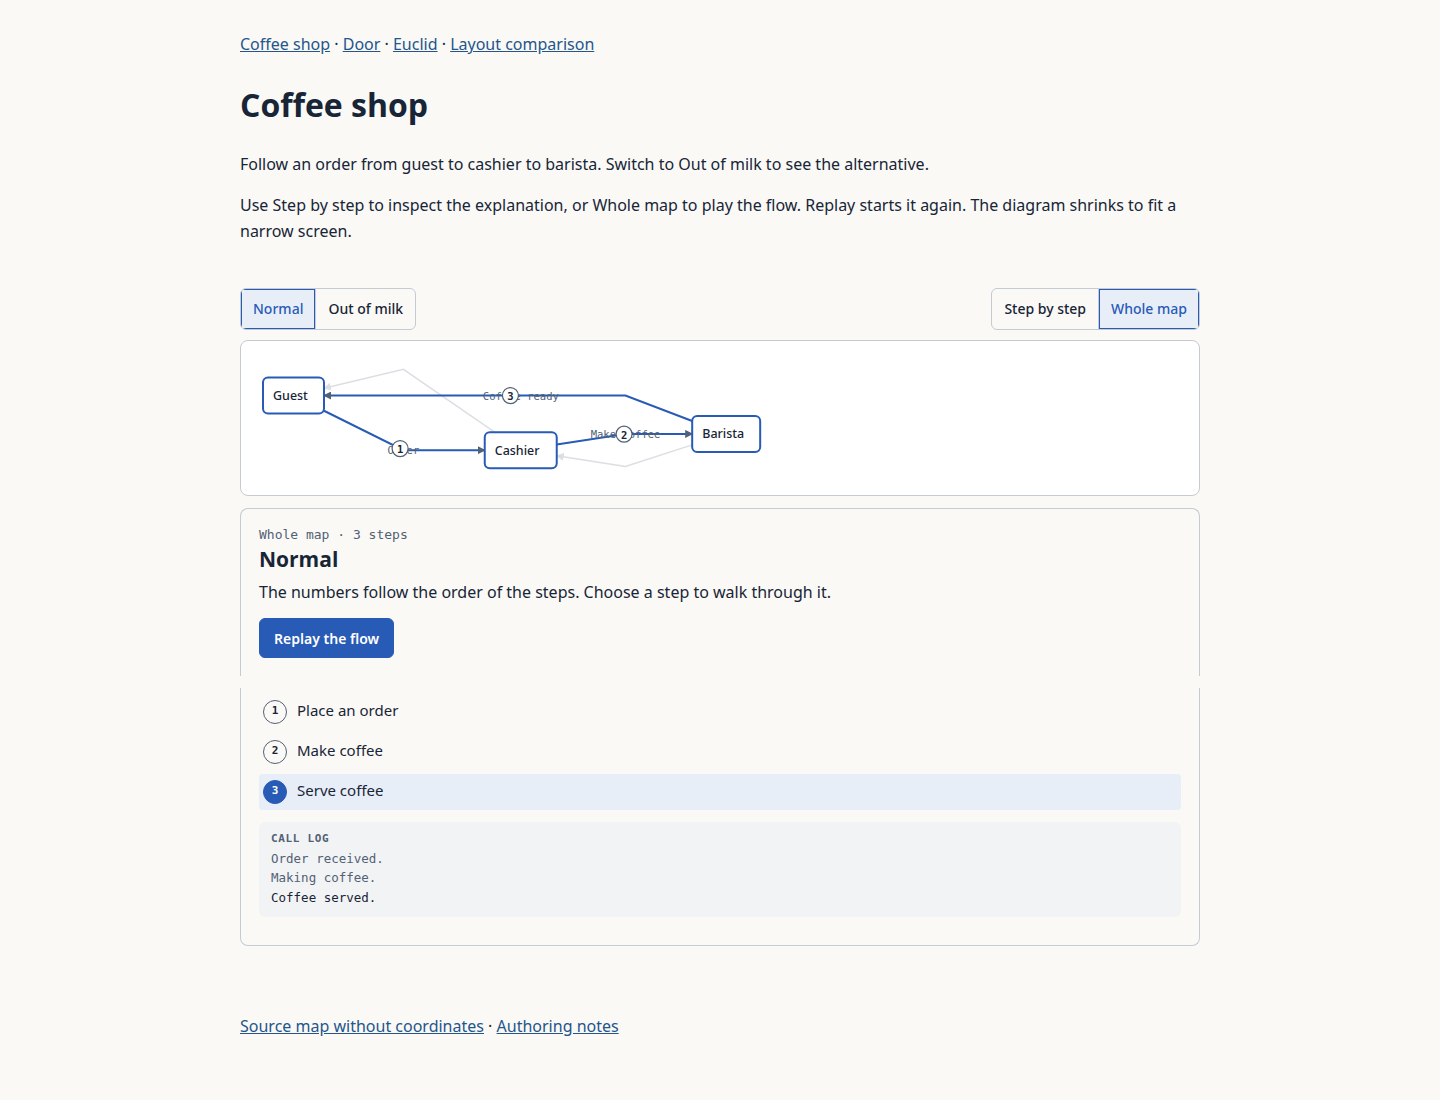 Coffee shop · Door · Euclid · Layout comparison
Coffee shop
Follow an order from guest to cashier to barista. Switch to Out of milk to see the alternative.
Use Step by step to inspect the explanation, or Whole map to play the flow. Replay starts it again. The diagram shrinks to fit a
narrow screen.
Normal Out of milk Step by step Whole map
Guest
3 ready
Barista
Make 2
1
Cashier
Whole map · 3 steps
Normal
The numbers follow the order of the steps. Choose a step to walk through it.
Replay the flow
1 Place an order
2 Make coffee
3 Serve coffee
CALL LOG
Order received.
Making coffee.
Coffee served.
Source map without coordinates · Authoring notes